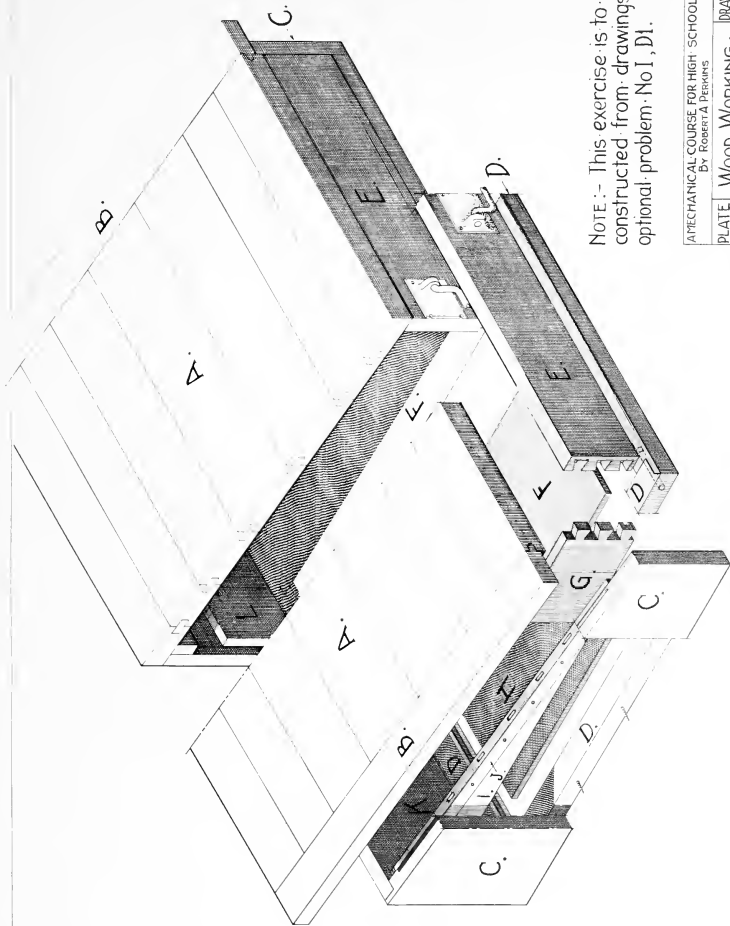 B.
C.
A.
E.
D.
L
F.
A.
E.
F
D
B.
G.
C.
H
D
K
I.
J.
D.
C.
NOTE:- This·exercise·is·to·
constructed·from·drawings
optional·problem·No I, D1.
A MECHANICAL COURSE FOR HIGH SCHOOL
BY ROBERT A PERKINS
PLATE WOOD WORKING